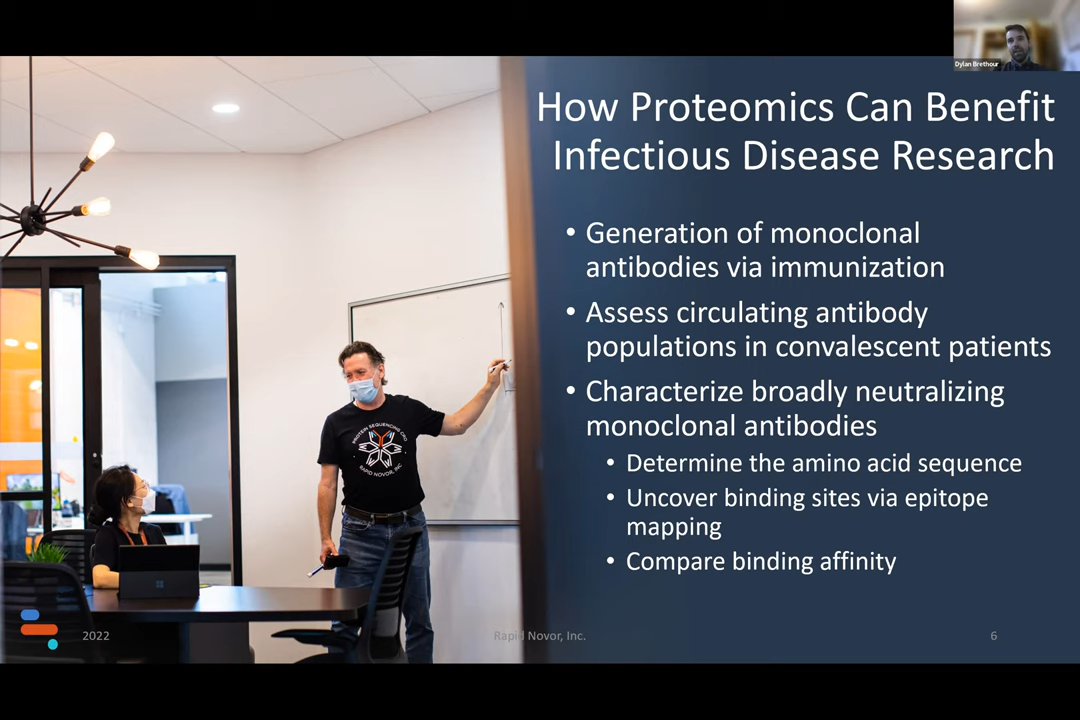 Dylan Brethour
How Proteomics Can Benefit
Infectious Disease Research
• Generation of monoclonal
antibodies via immunization
• Assess circulating antibody
populations in convalescent patients
• Characterize broadly neutralizing
monoclonal antibodies
• Determine the amino acid sequence
• Uncover binding sites via epitope
mapping
• Compare binding affinity
PROTEIN SEQUENCING CRO
RAPID NOVOR, INC.
2022
Rapid Novor, Inc.
6